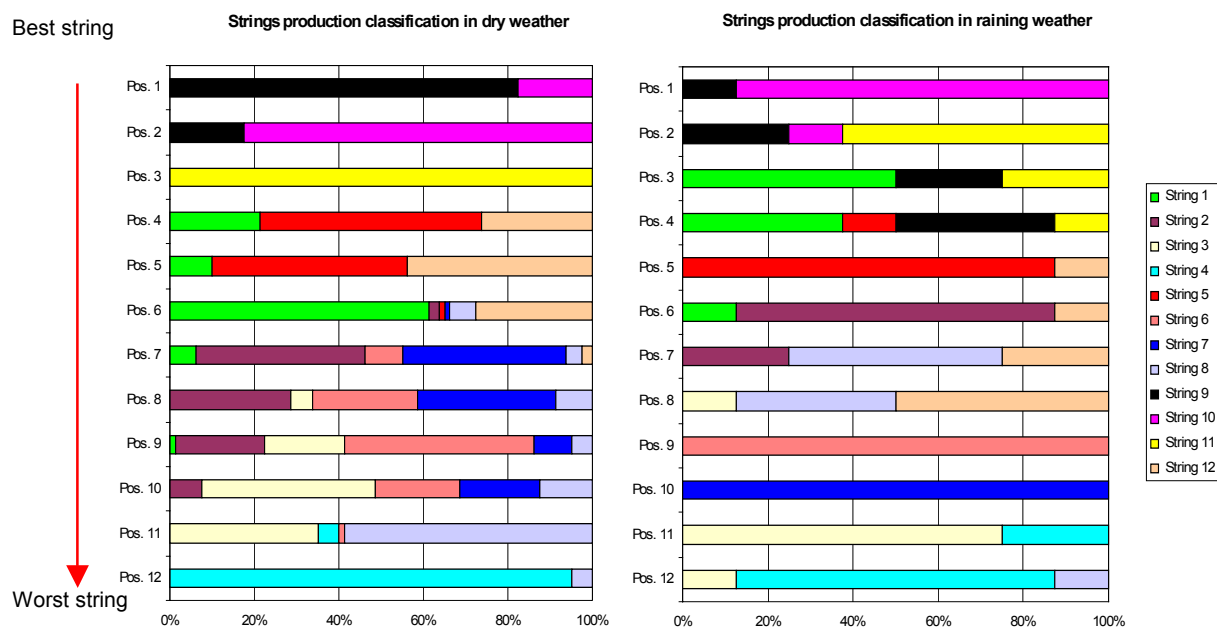 Best string
Worst string
Strings production classification in dry weather
Pos. 1
Pos. 2
Pos. 3
Pos. 4
Pos. 5
Pos. 6
Pos. 7
Pos. 8
Pos. 9
Pos. 10
Pos. 11
Pos. 12
0% 20% 40% 60% 80% 100%
Strings production classification in raining weather
Pos. 1
Pos. 2
Pos. 3
Pos. 4
Pos. 5
Pos. 6
Pos. 7
Pos. 8
Pos. 9
Pos. 10
Pos. 11
Pos. 12
0% 20% 40% 60% 80% 100%
String 1
String 2
String 3
String 4
String 5
String 6
String 7
String 8
String 9
String 10
String 11
String 12